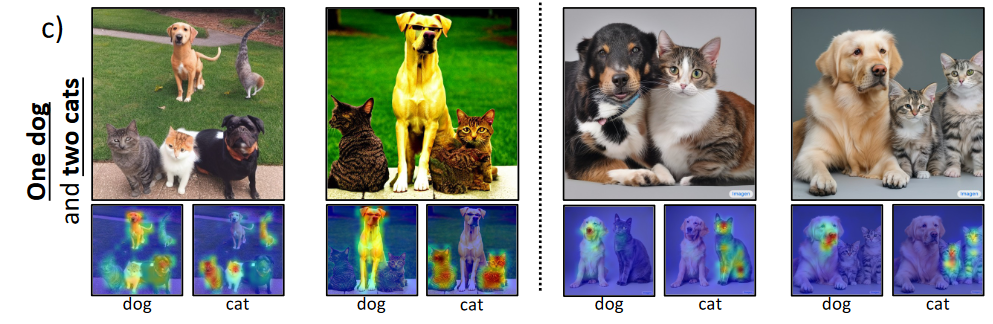 c)
One dog
and two cats
Imagen
Imagen
dog
cat
dog
cat
dog
cat
dog
cat